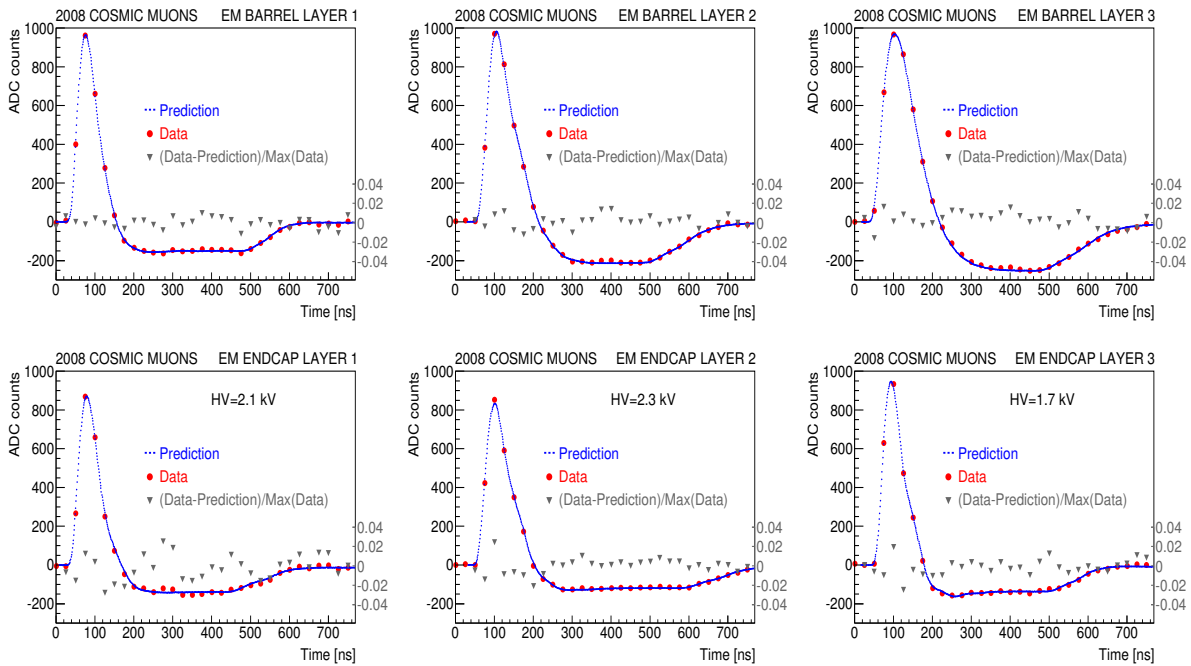 2008 COSMIC MUONS EM BARREL LAYER 1
ADC counts
1000
800
600
400
200
0
-200
Prediction
Data
(Data-Prediction)/Max(Data)
0.04
0.02
0
-0.02
-0.04
0 100 200 300 400 500 600 700
Time [ns]
2008 COSMIC MUONS EM BARREL LAYER 2
ADC counts
1000
800
600
400
200
0
-200
Prediction
Data
(Data-Prediction)/Max(Data)
0.04
0.02
0
-0.02
-0.04
0 100 200 300 400 500 600 700
Time [ns]
2008 COSMIC MUONS EM BARREL LAYER 3
ADC counts
1000
800
600
400
200
0
-200
Prediction
Data
(Data-Prediction)/Max(Data)
0.04
0.02
0
-0.02
-0.04
0 100 200 300 400 500 600 700
Time [ns]
2008 COSMIC MUONS EM ENDCAP LAYER 1
ADC counts
1000
800
600
400
200
0
-200
HV=2.1 kV
Prediction
Data
(Data-Prediction)/Max(Data)
0.04
0.02
0
-0.02
-0.04
0 100 200 300 400 500 600 700
Time [ns]
2008 COSMIC MUONS EM ENDCAP LAYER 2
ADC counts
1000
800
600
400
200
0
-200
HV=2.3 kV
Prediction
Data
(Data-Prediction)/Max(Data)
0.04
0.02
0
-0.02
-0.04
0 100 200 300 400 500 600 700
Time [ns]
2008 COSMIC MUONS EM ENDCAP LAYER 3
ADC counts
1000
800
600
400
200
0
-200
HV=1.7 kV
Prediction
Data
(Data-Prediction)/Max(Data)
0.04
0.02
0
-0.02
-0.04
0 100 200 300 400 500 600 700
Time [ns]